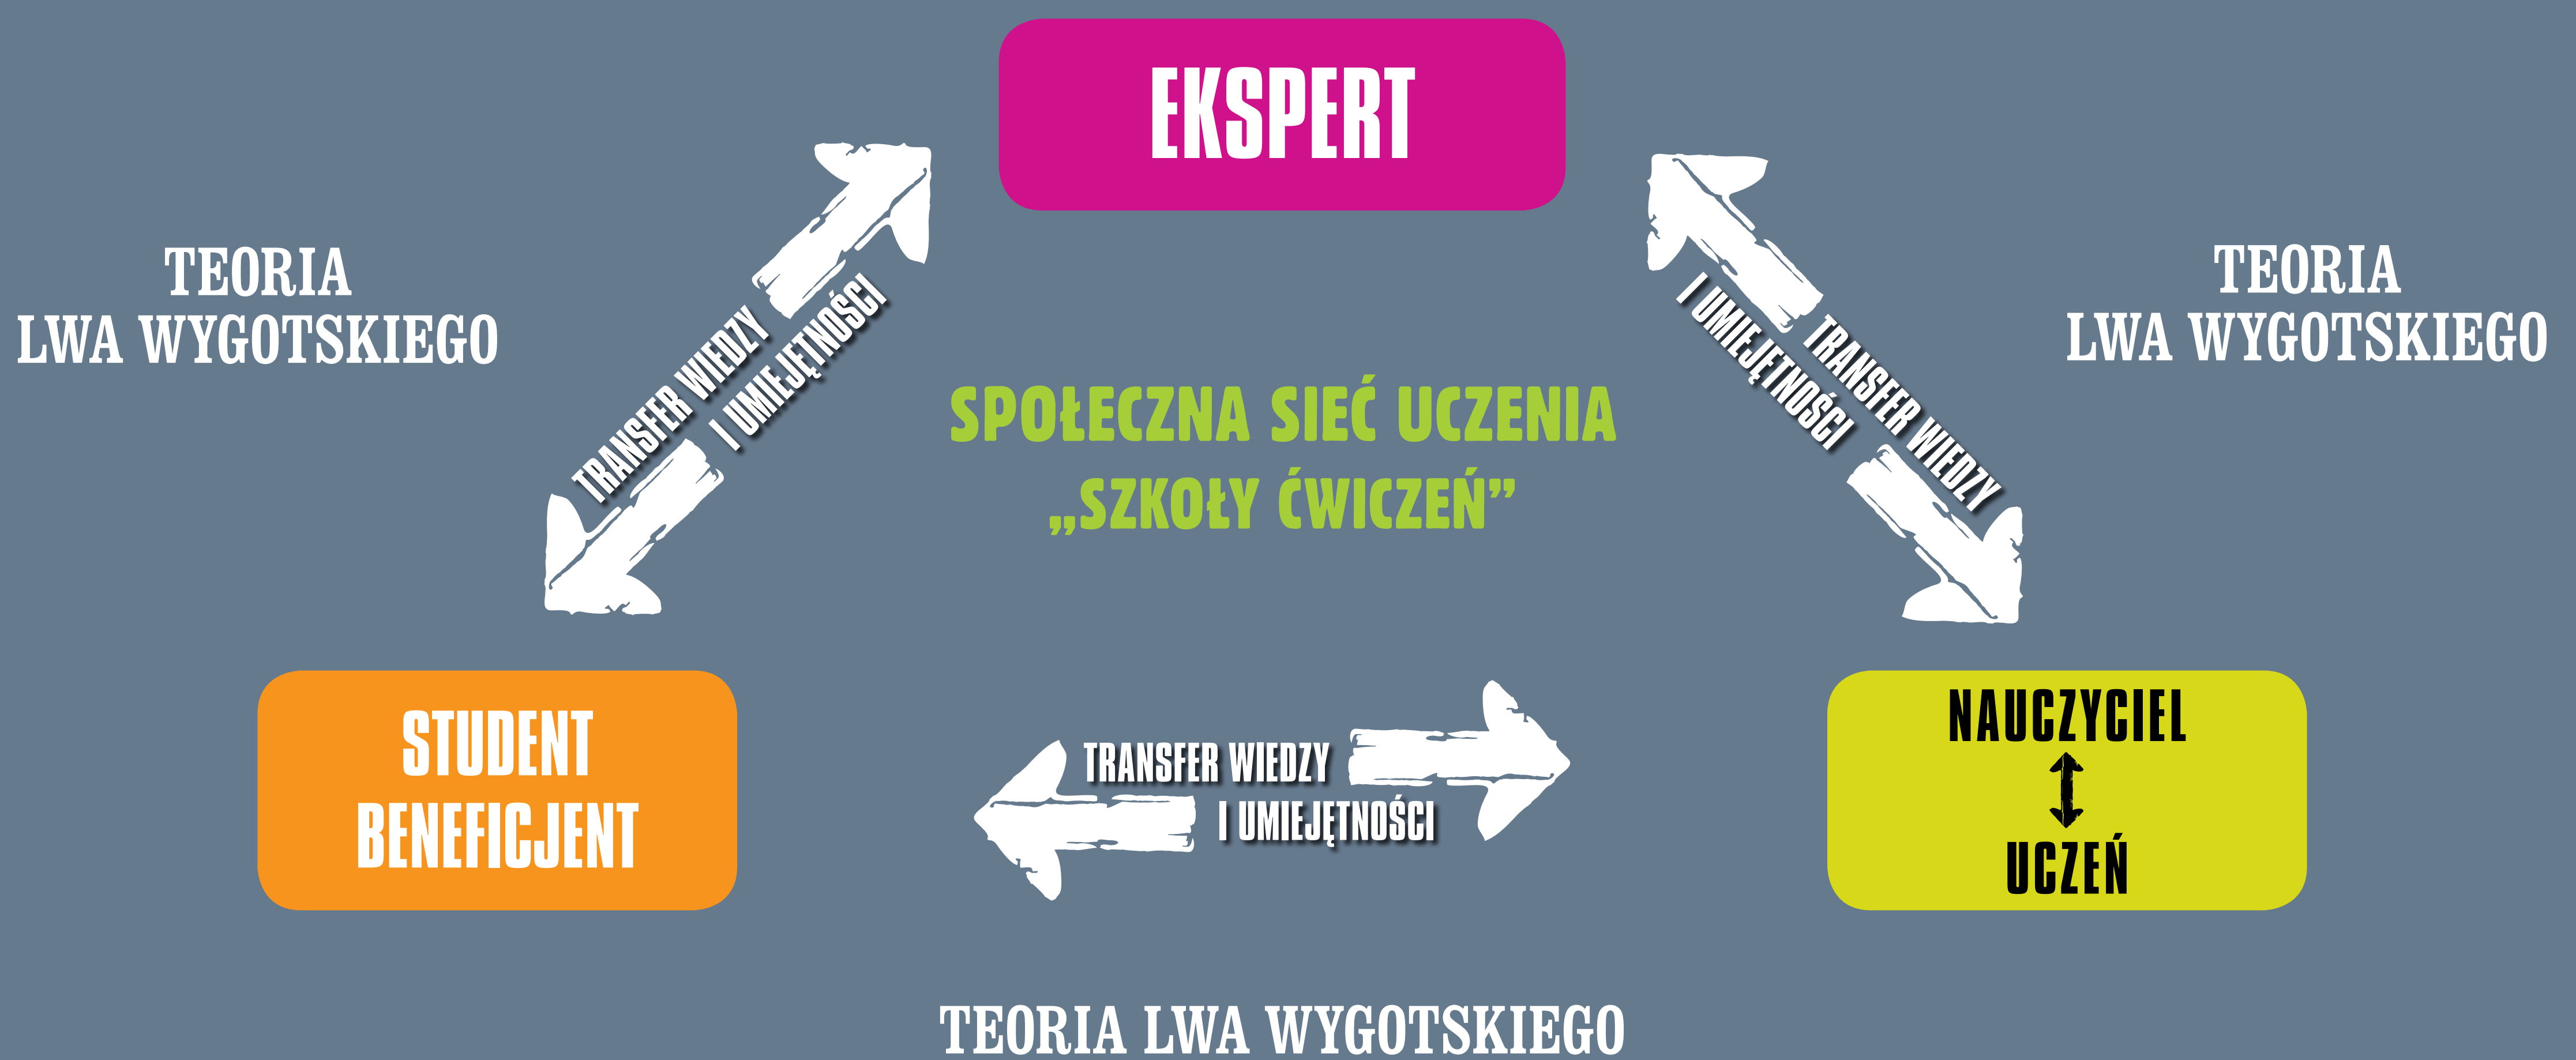 EKSPERT
TEORIA
LWA WYGOTSKIEGO
TRANSFER WIEDZY
I UMIEJĘTNOŚCI
SPOŁECZNA SIEĆ UCZENIA
„SZKOŁY ĆWICZEŃ”
TRANSFER WIEDZY
I UMIEJĘTNOŚCI
TEORIA
LWA WYGOTSKIEGO
STUDENT
BENEFICJENT
TRANSFER WIEDZY
I UMIEJĘTNOŚCI
NAUCZYCIEL
UCZEŃ
TEORIA LWA WYGOTSKIEGO